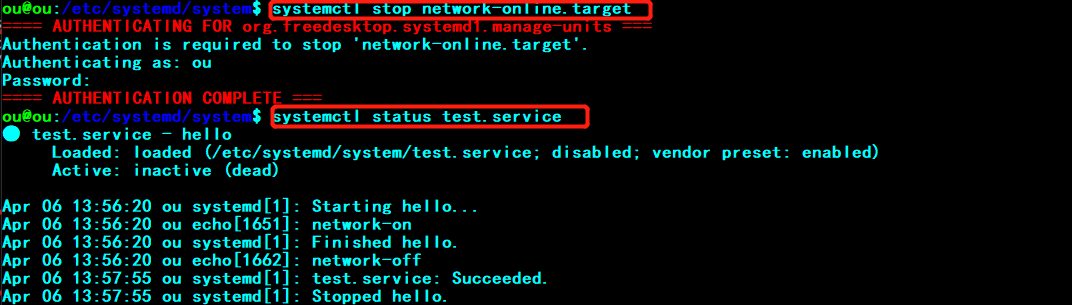 ou@ou:/etc/systemd/system$ systemctl stop network-online.target
==== AUTHENTICATING FOR org.freedesktop.systemd1.manage-units ===
Authentication is required to stop 'network-online.target'.
Authenticating as: ou
Password:
==== AUTHENTICATION COMPLETE ===
ou@ou:/etc/systemd/system$ systemctl status test.service
● test.service - hello
     Loaded: loaded (/etc/systemd/system/test.service; disabled; vendor preset: enabled)
     Active: inactive (dead)

Apr 06 13:56:20 ou systemd[1]: Starting hello...
Apr 06 13:56:20 ou echo[1651]: network-on
Apr 06 13:56:20 ou systemd[1]: Finished hello.
Apr 06 13:56:20 ou echo[1662]: network-off
Apr 06 13:57:55 ou systemd[1]: test.service: Succeeded.
Apr 06 13:57:55 ou systemd[1]: Stopped hello.